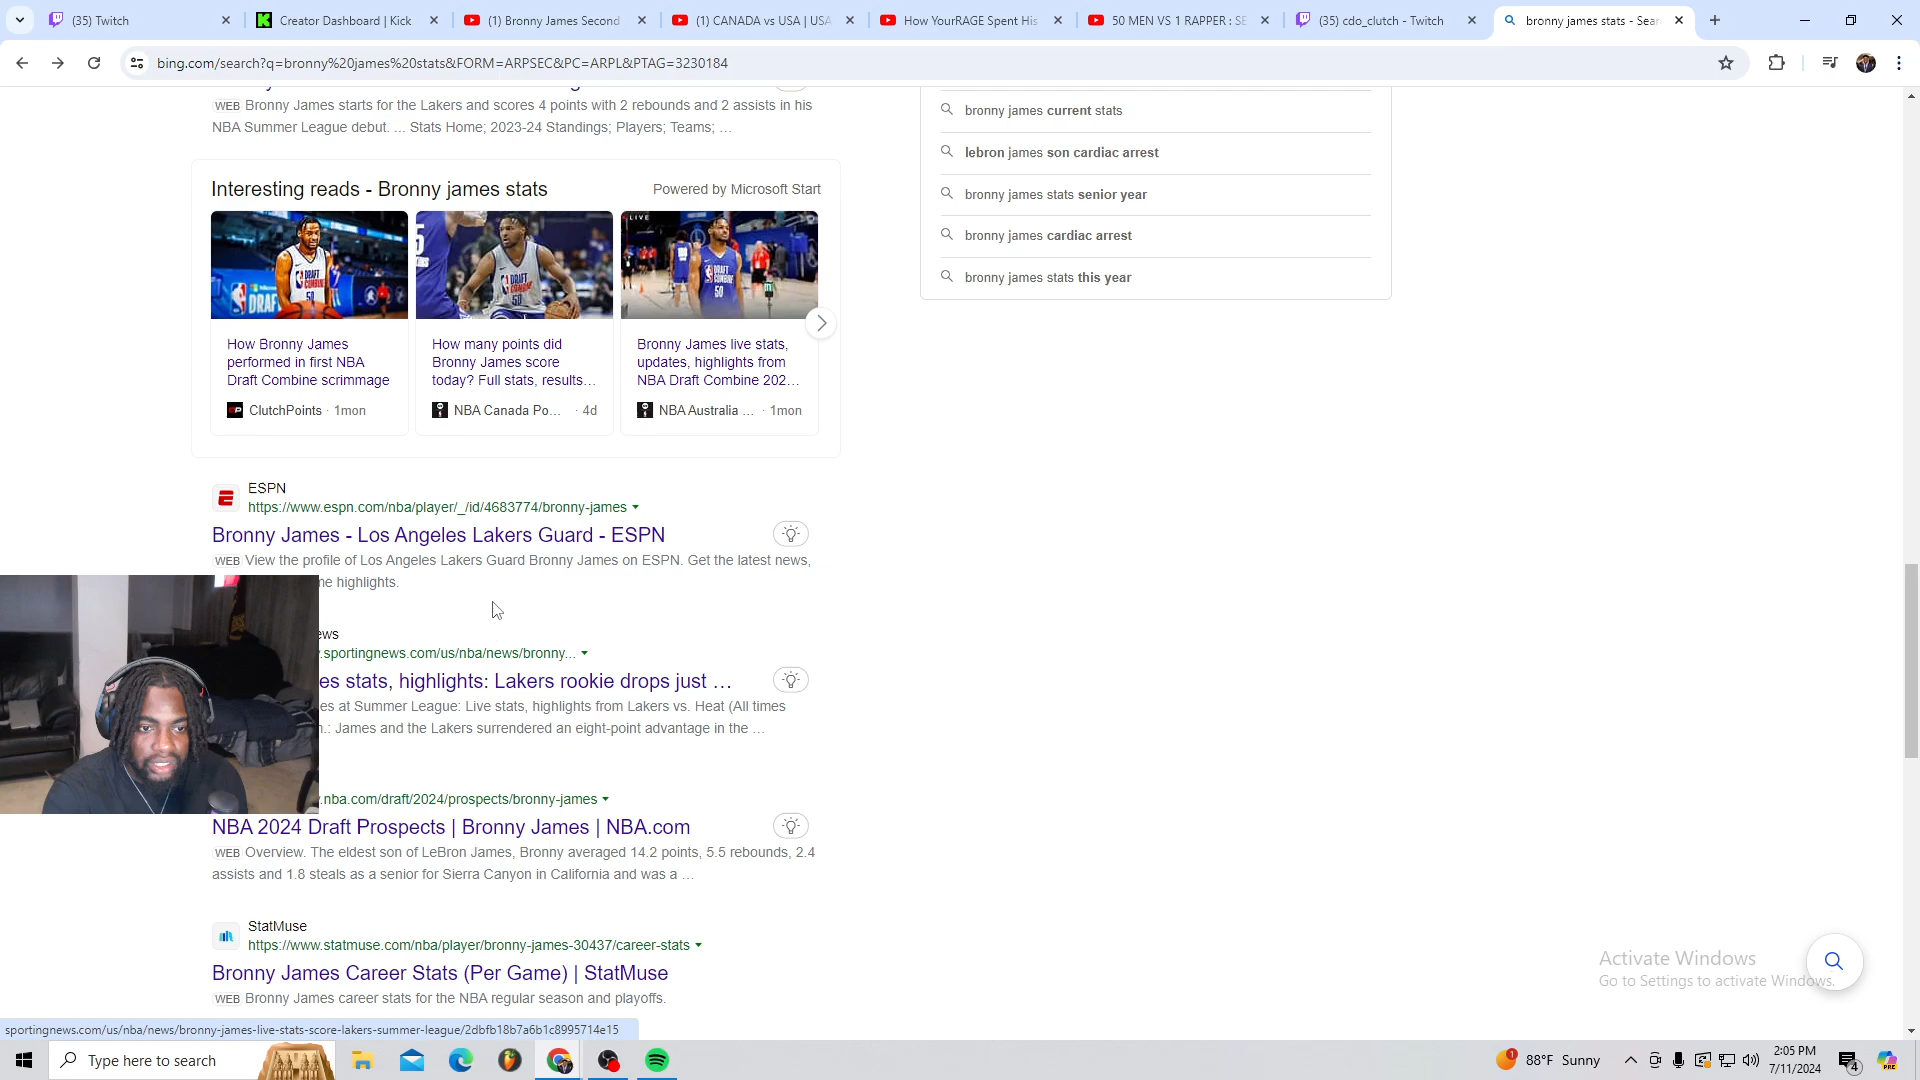 (35) Twitch
Creator Dashboard | Kick
(1) Bronny James Second
(1) CANADA vs USA | USA
How YourRAGE Spent His
50 MEN VS 1 RAPPER : SE
(35) cdo_clutch - Twitch
bronny james stats - Sear
bing.com/search?q=bronny%20james%20stats&FORM=ARPSEC&PC=ARPL&PTAG=3230184
WEB Bronny James starts for the Lakers and scores 4 points with 2 rebounds and 2 assists in his
NBA Summer League debut. ... Stats Home; 2023-24 Standings; Players; Teams; …
bronny james current stats
lebron james son cardiac arrest
bronny james stats senior year
bronny james cardiac arrest
bronny james stats this year
Interesting reads - Bronny james stats
Powered by Microsoft Start
How Bronny James
performed in first NBA
Draft Combine scrimmage
ClutchPoints · 1mon
How many points did
Bronny James score
today? Full stats, results…
NBA Canada Po... · 4d
LIVE
Bronny James live stats,
updates, highlights from
NBA Draft Combine 202…
NBA Australia ... · 1mon
ESPN
https://www.espn.com/nba/player/_/id/4683774/bronny-james
Bronny James - Los Angeles Lakers Guard - ESPN
WEB View the profile of Los Angeles Lakers Guard Bronny James on ESPN. Get the latest news,
me highlights.
ews
.sportingnews.com/us/nba/news/bronny...
es stats, highlights: Lakers rookie drops just …
es at Summer League: Live stats, highlights from Lakers vs. Heat (All times
n.: James and the Lakers surrendered an eight-point advantage in the …
.nba.com/draft/2024/prospects/bronny-james
NBA 2024 Draft Prospects | Bronny James | NBA.com
WEB Overview. The eldest son of LeBron James, Bronny averaged 14.2 points, 5.5 rebounds, 2.4
assists and 1.8 steals as a senior for Sierra Canyon in California and was a …
StatMuse
https://www.statmuse.com/nba/player/bronny-james-30437/career-stats
Bronny James Career Stats (Per Game) | StatMuse
WEB Bronny James career stats for the NBA regular season and playoffs.
Activate Windows
Go to Settings to activate Windows.
sportingnews.com/us/nba/news/bronny-james-live-stats-score-lakers-summer-league/2dbfb18b7a6b1c8995714e15
Type here to search
1
88°F Sunny
2:05 PM
7/11/2024
4
PRE